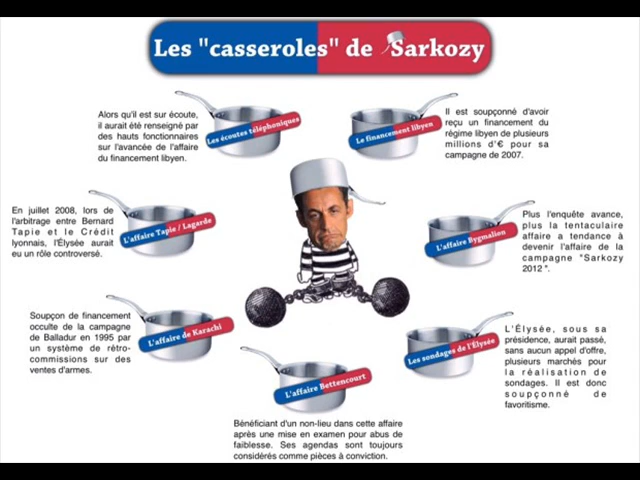 Les "casseroles" de Sarkozy
Alors qu'il est sur écoute,
il aurait été renseigné par
des hauts fonctionnaires
sur l'avancée de l'affaire
du financement libyen.
Les écoutes téléphoniques
Le financement libyen
Il est soupçonné d'avoir
reçu un financement du
régime libyen de plusieurs
millions d'€ pour sa
campagne de 2007.
En juillet 2008, lors de
l'arbitrage entre Bernard
Tapie et le Crédit
lyonnais, l'Élysée aurait
eu un rôle controversé.
L'affaire Tapie / Lagarde
L'affaire Bygmalien
Plus l'enquête avance,
plus la tentaculaire
affaire a tendance à
devenir l'affaire de la
campagne "Sarkozy
2012 ".
Soupçon de financement
occulte de la campagne
de Balladur en 1995 par
un système de rétro-
commissions sur des
ventes d'armes.
L'affaire de Karachi
Les sondages de l'Élysée
L'Élysée, sous sa
présidence, aurait passé,
sans aucun appel d'offre,
plusieurs marchés pour
la réalisation de
sondages. Il est donc
soupçonné de
favoritisme.
L'affaire Bettencourt
Bénéficiant d'un non-lieu dans cette affaire
après une mise en examen pour abus de
faiblesse. Ses agendas sont toujours
considérés comme pièces à conviction.